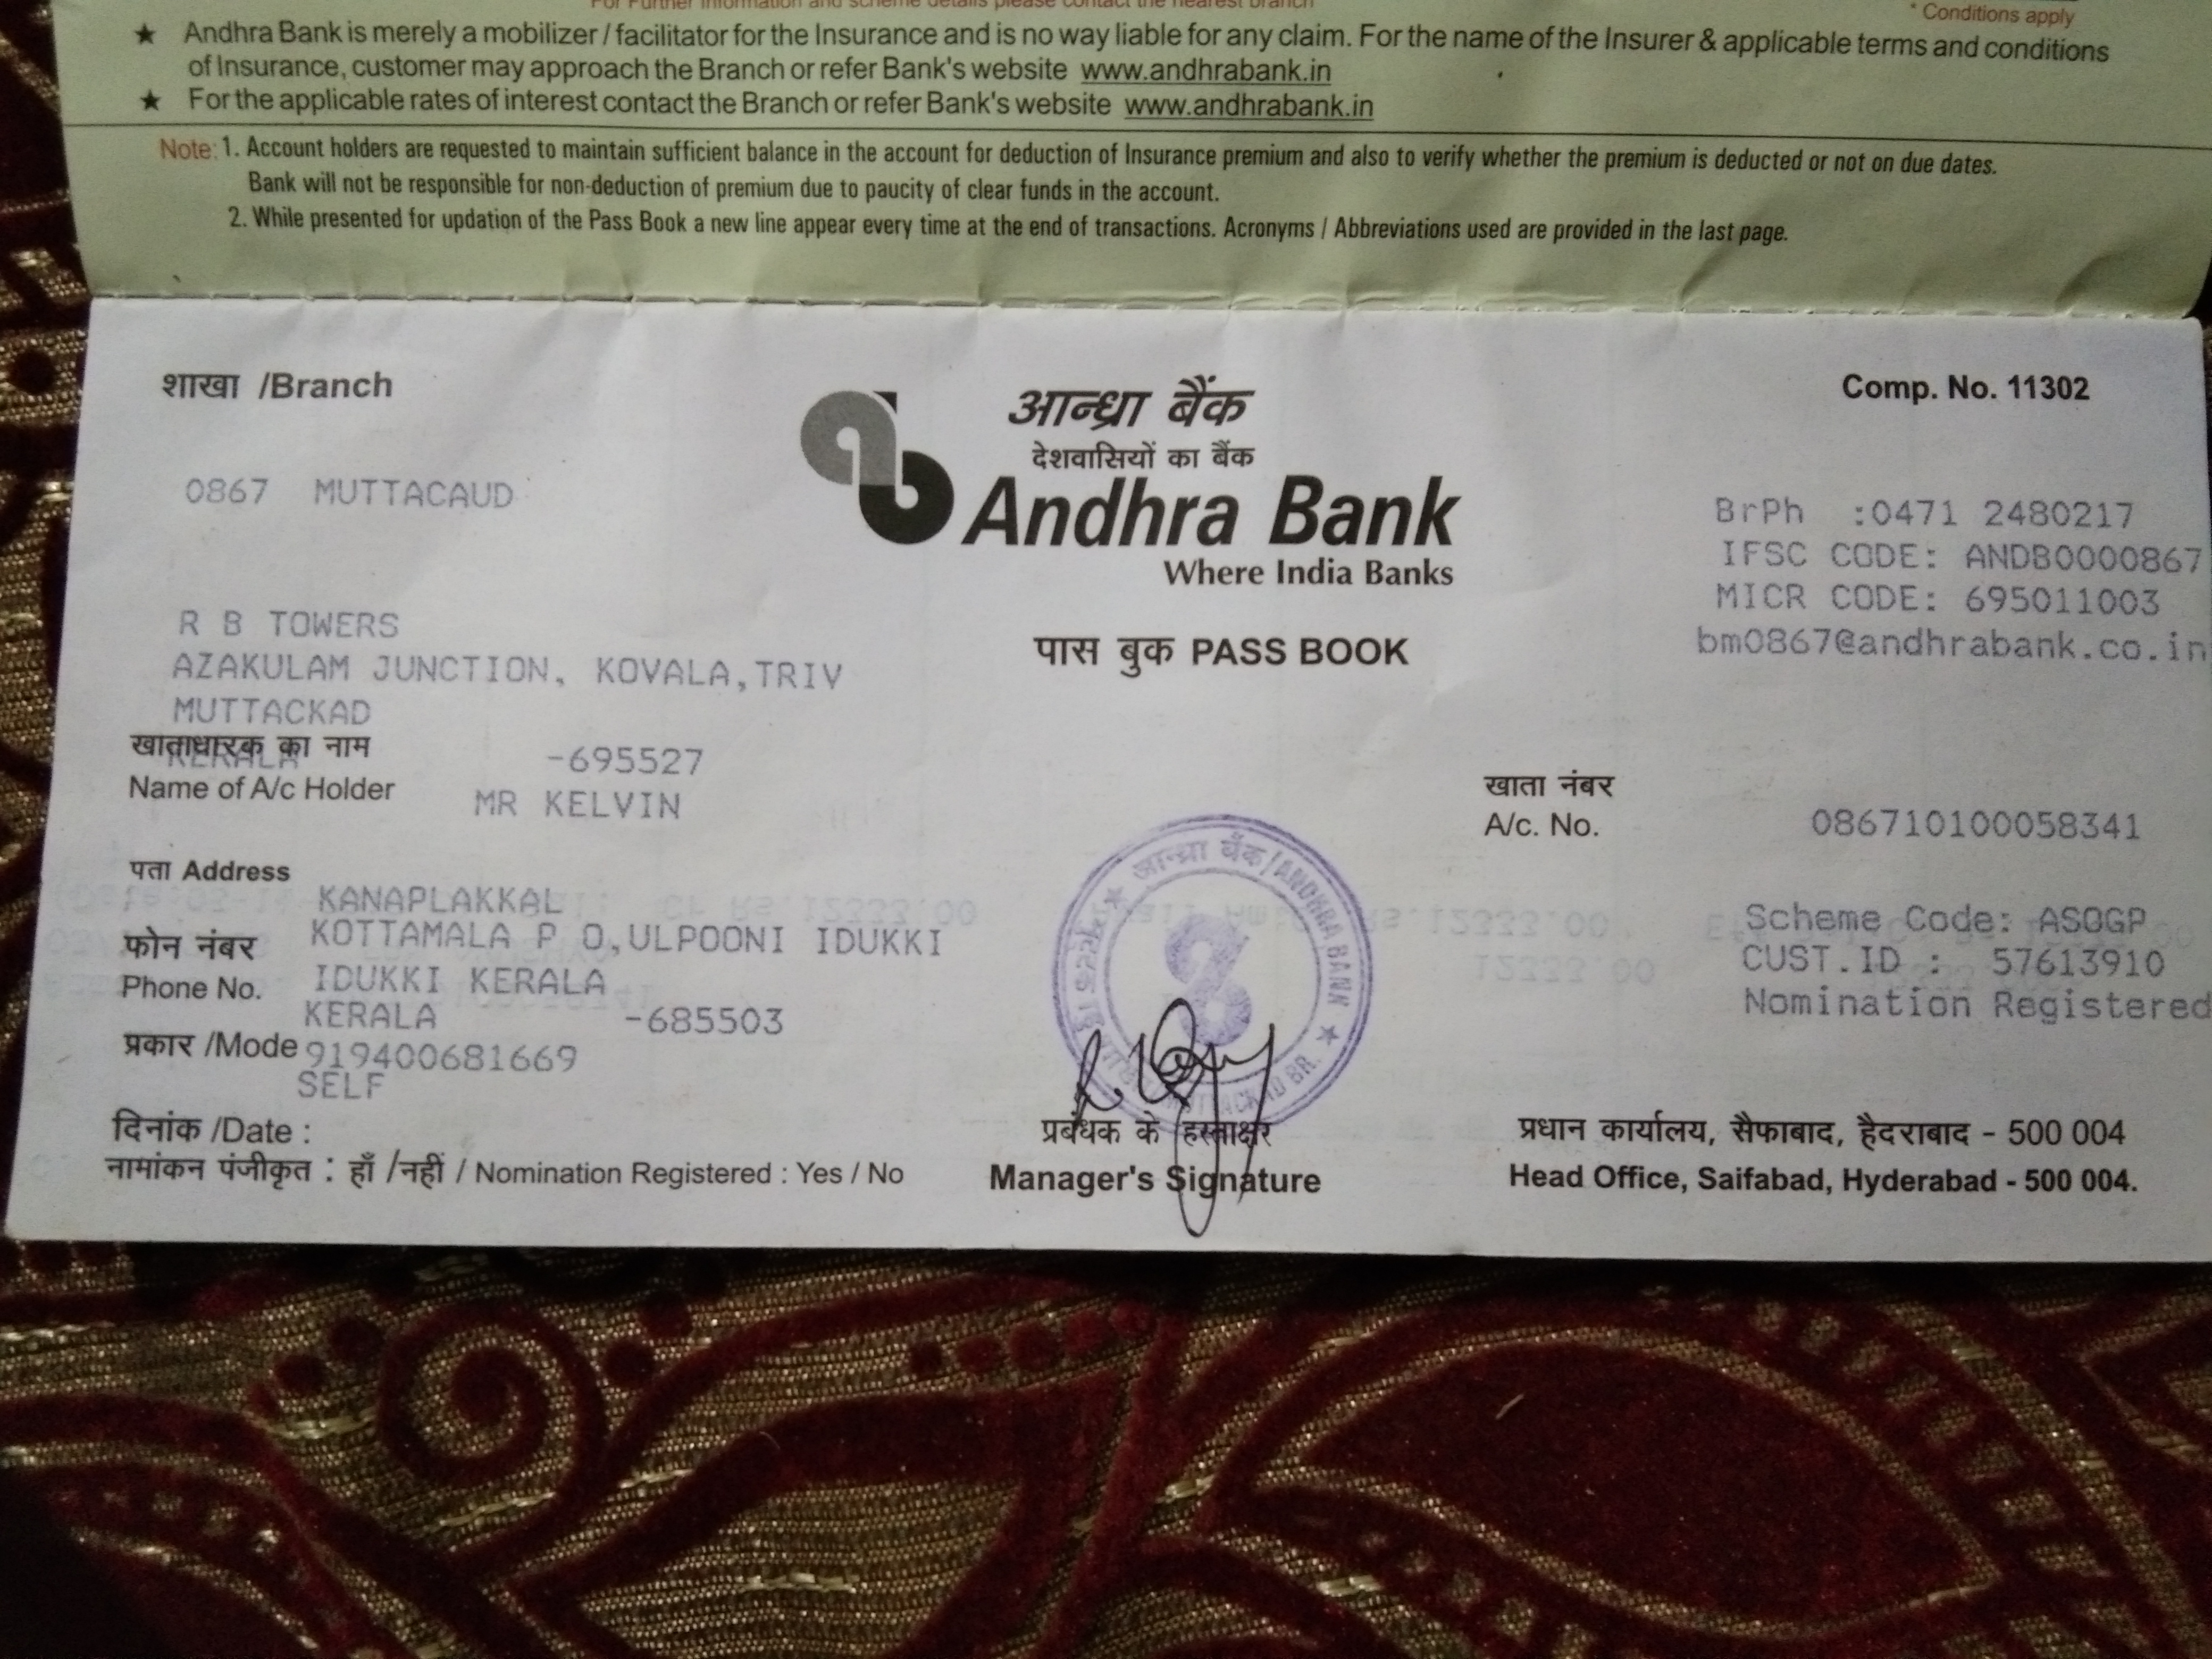 For Further information and scheme details please contact the nearest branch
* Conditions apply
★ Andhra Bank is merely a mobilizer / facilitator for the Insurance and is no way liable for any claim. For the name of the Insurer & applicable terms and conditions
of Insurance, customer may approach the Branch or refer Bank's website www.andhrabank.in
★ For the applicable rates of interest contact the Branch or refer Bank's website www.andhrabank.in
Note: 1. Account holders are requested to maintain sufficient balance in the account for deduction of Insurance premium and also to verify whether the premium is deducted or not on due dates.
Bank will not be responsible for non-deduction of premium due to paucity of clear funds in the account.
2. While presented for updation of the Pass Book a new line appear every time at the end of transactions. Acronyms / Abbreviations used are provided in the last page.
शाखा /Branch
आन्ध्रा बैंक
Comp. No. 11302
देशवासियों का बैंक
0867 MUTTACAUD
Andhra Bank
Where India Banks
BrPh :0471 2480217
IFSC CODE: ANDB0000867
MICR CODE: 695011003
bm0867@andhrabank.co.in
R B TOWERS
AZAKULAM JUNCTION, KOVALA,TRIV
MUTTACKAD
पास बुक PASS BOOK
खाताधारक का नाम
KERALA -695527
Name of A/c Holder MR KELVIN
खाता नंबर
A/c. No. 086710100058341
पता Address
KANAPLAKKAL
KOTTAMALA P O,ULPOONI IDUKKI
फोन नंबर
Phone No. IDUKKI KERALA
KERALA -685503
प्रकार /Mode 919400681669
SELF
Scheme Code: ASOGP
CUST.ID : 57613910
Nomination Registered
आन्ध्रा बैंक/ANDHRA BANK
MUTTACKAD BR.
दिनांक /Date :
नामांकन पंजीकृत : हाँ /नहीं / Nomination Registered : Yes / No
प्रबंधक के हस्ताक्षर
Manager's Signature
प्रधान कार्यालय, सैफाबाद, हैदराबाद - 500 004
Head Office, Saifabad, Hyderabad - 500 004.